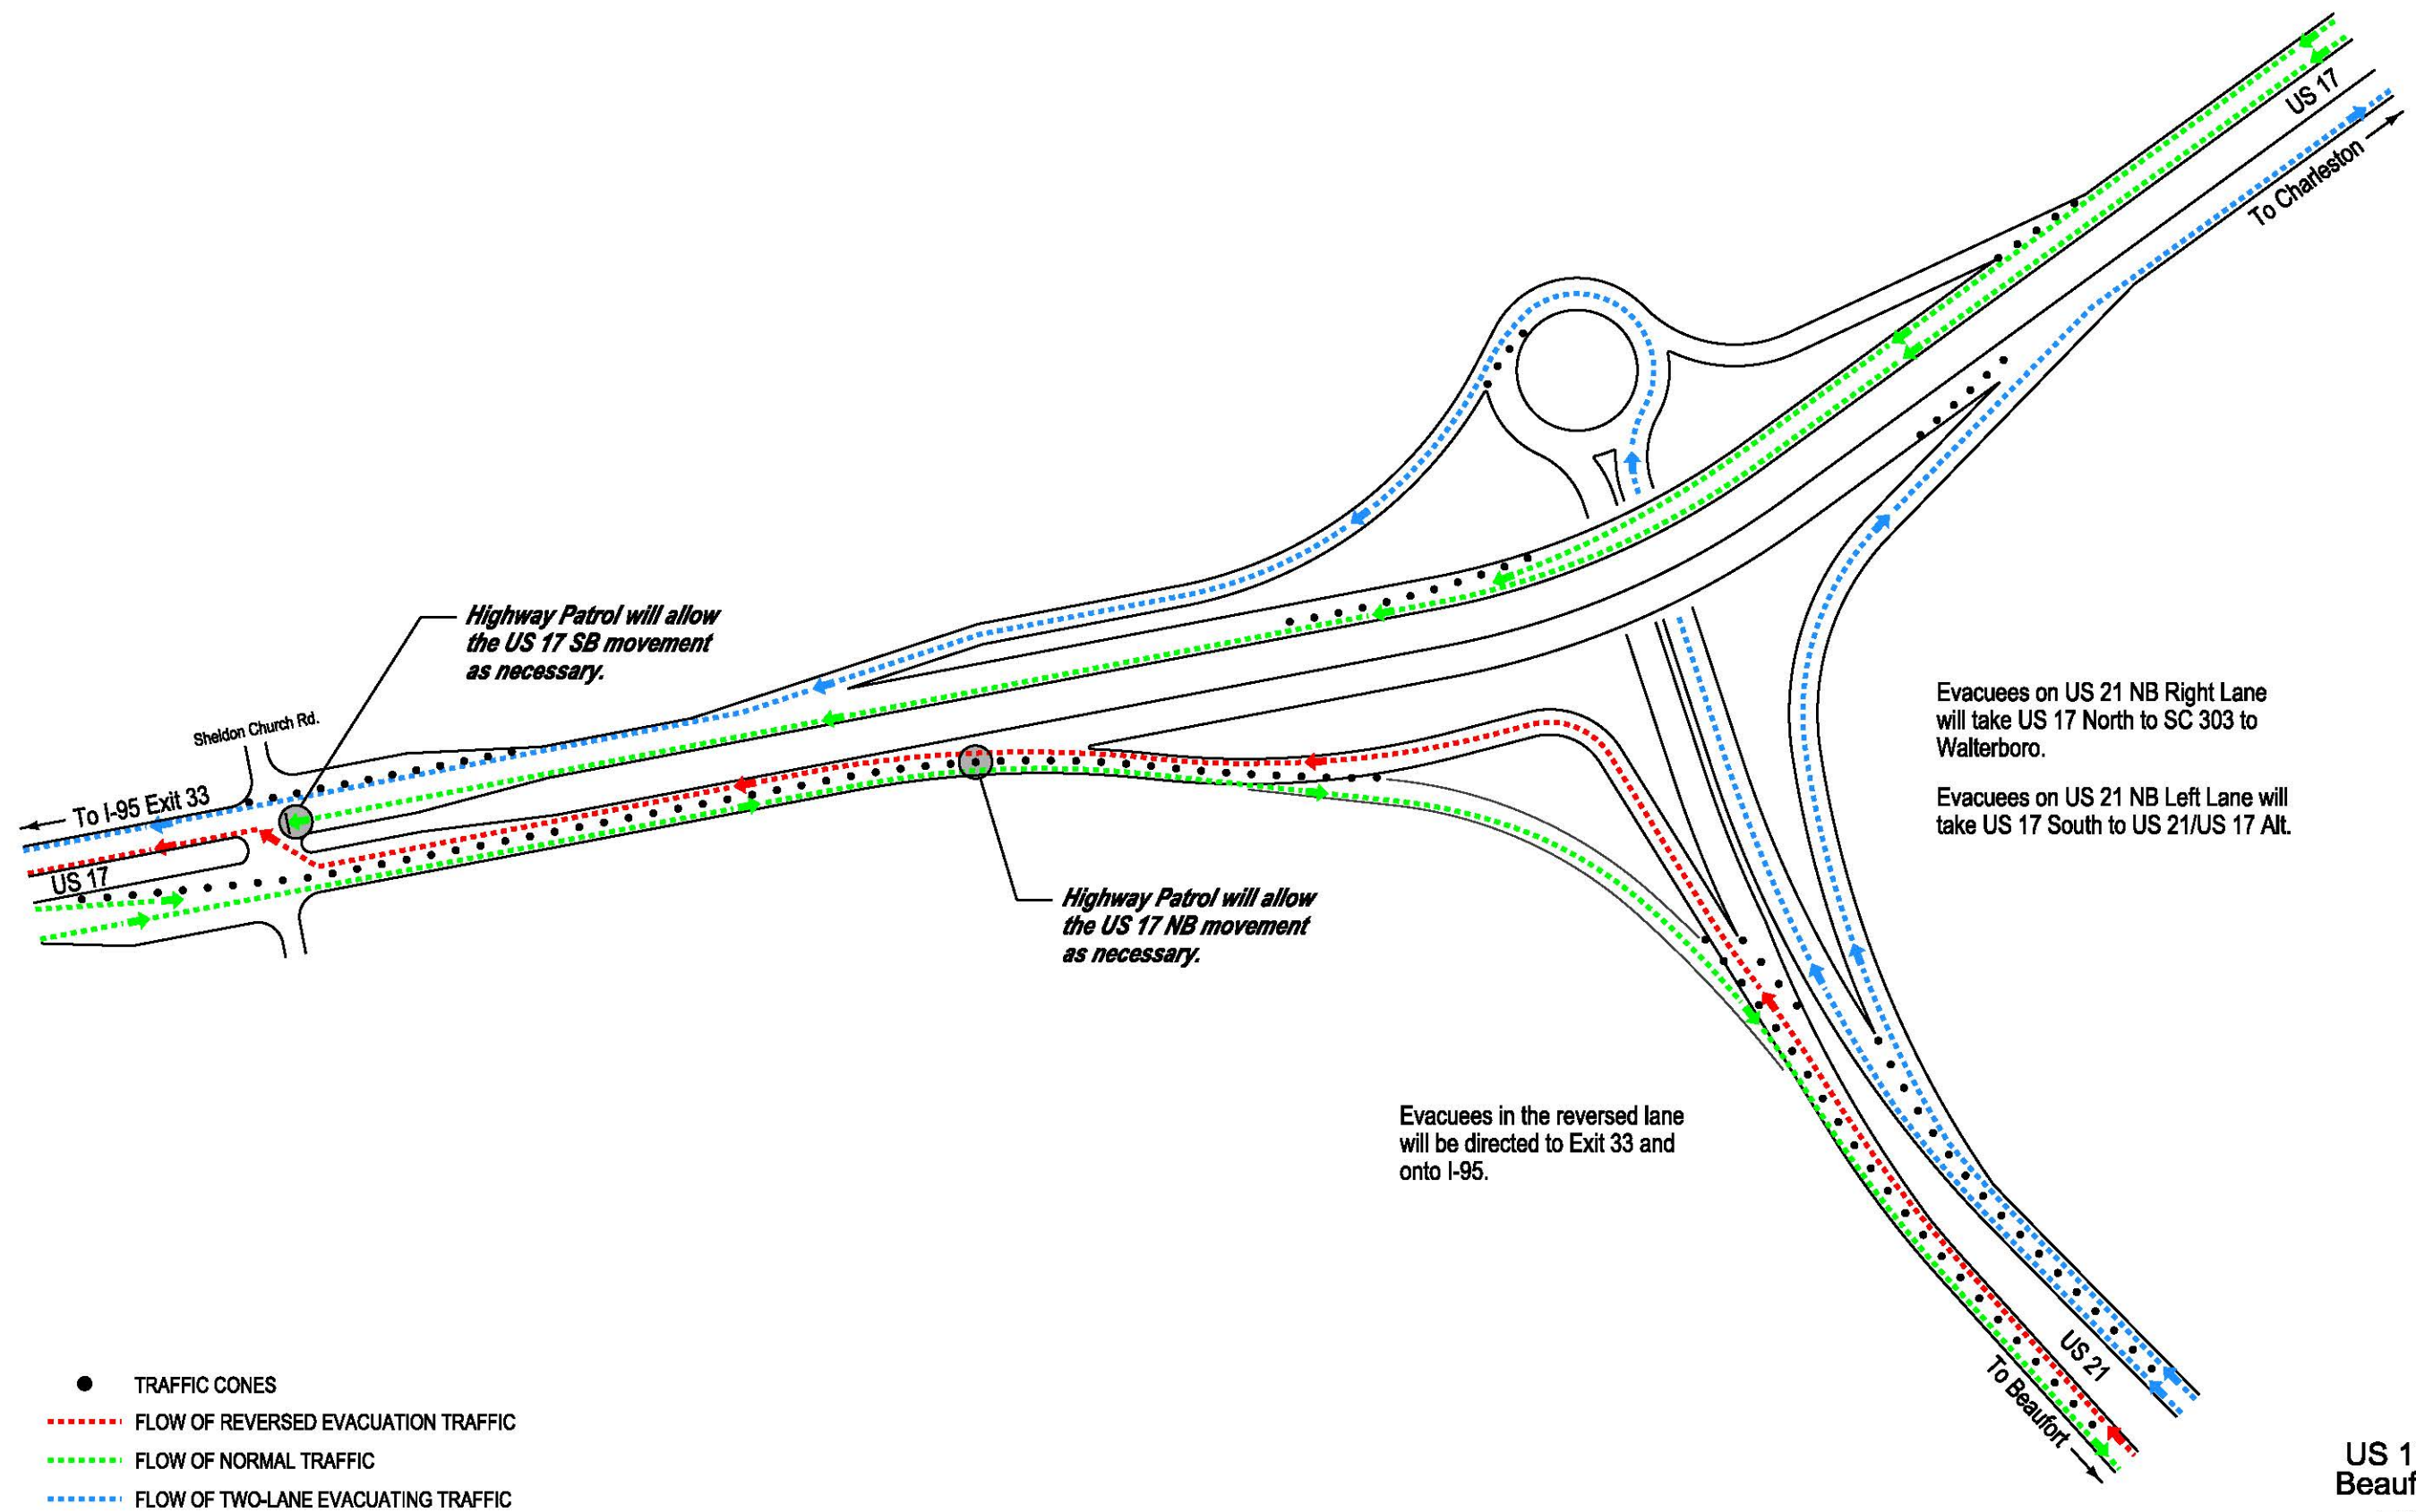 US 17
To Charleston
Highway Patrol will allow
the US 17 SB movement
as necessary.
Sheldon Church Rd.
To I-95 Exit 33
US 17
Evacuees on US 21 NB Right Lane
will take US 17 North to SC 303 to
Walterboro.
Evacuees on US 21 NB Left Lane will
take US 17 South to US 21/US 17 Alt.
Highway Patrol will allow
the US 17 NB movement
as necessary.
Evacuees in the reversed lane
will be directed to Exit 33 and
onto I-95.
US 21
To Beaufort
TRAFFIC CONES
FLOW OF REVERSED EVACUATION TRAFFIC
FLOW OF NORMAL TRAFFIC
FLOW OF TWO-LANE EVACUATING TRAFFIC
US 1
Beauf